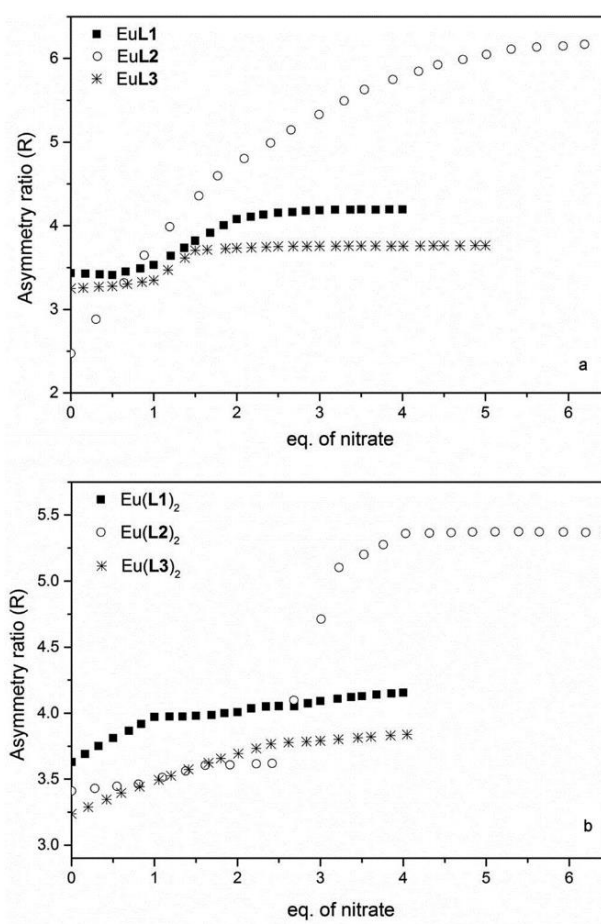 6
EuL1
EuL2
EuL3
5
4
3
2
Asymmetry ratio (R)
0 1 2 3 4 5 6
eq. of nitrate
a
5.5
Eu(L1)₂
Eu(L2)₂
Eu(L3)₂
5.0
4.5
4.0
3.5
3.0
Asymmetry ratio (R)
0 1 2 3 4 5 6
eq. of nitrate
b